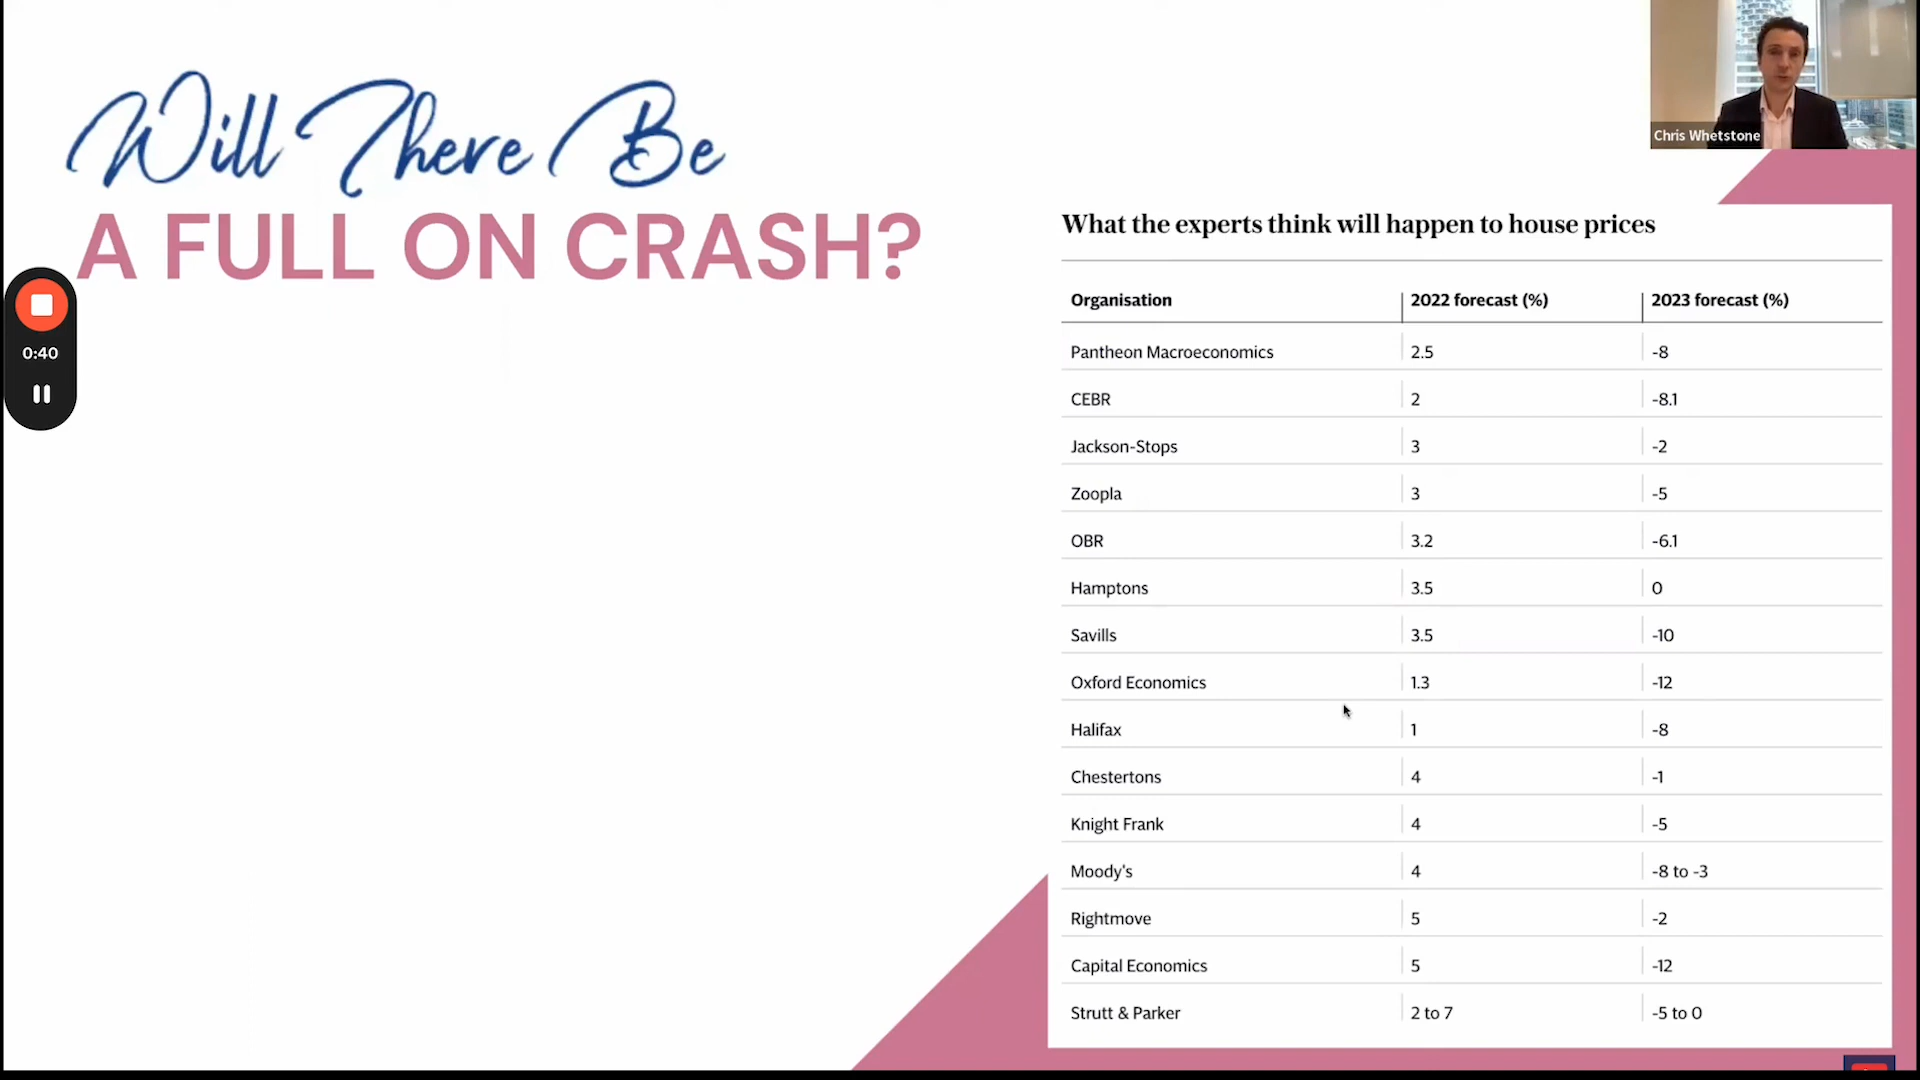 Will There Be
A FULL ON CRASH?
Chris Whetstone
0:40
What the experts think will happen to house prices
Organisation 2022 forecast (%) 2023 forecast (%)
Pantheon Macroeconomics 2.5 -8
CEBR 2 -8.1
Jackson-Stops 3 -2
Zoopla 3 -5
OBR 3.2 -6.1
Hamptons 3.5 0
Savills 3.5 -10
Oxford Economics 1.3 -12
Halifax 1 -8
Chestertons 4 -1
Knight Frank 4 -5
Moody's 4 -8 to -3
Rightmove 5 -2
Capital Economics 5 -12
Strutt & Parker 2 to 7 -5 to 0